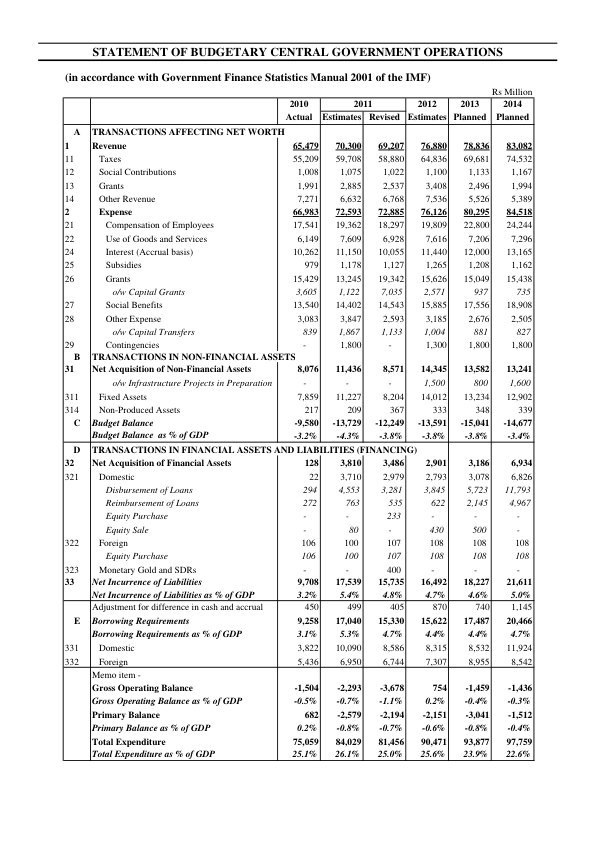 STATEMENT OF BUDGETARY CENTRAL GOVERNMENT OPERATIONS
(in accordance with Government Finance Statistics Manual 2001 of the IMF)
Rs Million
2010 2011 2012 2013 2014
Actual Estimates Revised Estimates Planned Planned
A TRANSACTIONS AFFECTING NET WORTH
1 Revenue 65,479 70,300 69,207 76,880 78,836 83,082
11 Taxes 55,209 59,708 58,880 64,836 69,681 74,532
12 Social Contributions 1,008 1,075 1,022 1,100 1,133 1,167
13 Grants 1,991 2,885 2,537 3,408 2,496 1,994
14 Other Revenue 7,271 6,632 6,768 7,536 5,526 5,389
2 Expense 66,983 72,593 72,885 76,126 80,295 84,518
21 Compensation of Employees 17,541 19,362 18,297 19,809 22,800 24,244
22 Use of Goods and Services 6,149 7,609 6,928 7,616 7,206 7,296
24 Interest (Accrual basis) 10,262 11,150 10,055 11,440 12,000 13,165
25 Subsidies 979 1,178 1,127 1,265 1,208 1,162
26 Grants 15,429 13,245 19,342 15,626 15,049 15,438
o/w Capital Grants 3,605 1,122 7,035 2,571 937 735
27 Social Benefits 13,540 14,402 14,543 15,885 17,556 18,908
28 Other Expense 3,083 3,847 2,593 3,185 2,676 2,505
o/w Capital Transfers 839 1,867 1,133 1,004 881 827
29 Contingencies - 1,800 - 1,300 1,800 1,800
B TRANSACTIONS IN NON-FINANCIAL ASSETS
31 Net Acquisition of Non-Financial Assets 8,076 11,436 8,571 14,345 13,582 13,241
o/w Infrastructure Projects in Preparation - - - 1,500 800 1,600
311 Fixed Assets 7,859 11,227 8,204 14,012 13,234 12,902
314 Non-Produced Assets 217 209 367 333 348 339
C Budget Balance -9,580 -13,729 -12,249 -13,591 -15,041 -14,677
Budget Balance as % of GDP -3.2% -4.3% -3.8% -3.8% -3.8% -3.4%
D TRANSACTIONS IN FINANCIAL ASSETS AND LIABILITIES (FINANCING)
32 Net Acquisition of Financial Assets 128 3,810 3,486 2,901 3,186 6,934
321 Domestic 22 3,710 2,979 2,793 3,078 6,826
Disbursement of Loans 294 4,553 3,281 3,845 5,723 11,793
Reimbursement of Loans 272 763 535 622 2,145 4,967
Equity Purchase - - 233 - - -
Equity Sale - 80 - 430 500 -
322 Foreign 106 100 107 108 108 108
Equity Purchase 106 100 107 108 108 108
323 Monetary Gold and SDRs - - 400 - - -
33 Net Incurrence of Liabilities 9,708 17,539 15,735 16,492 18,227 21,611
Net Incurrence of Liabilities as % of GDP 3.2% 5.4% 4.8% 4.7% 4.6% 5.0%
Adjustment for difference in cash and accrual 450 499 405 870 740 1,145
E Borrowing Requirements 9,258 17,040 15,330 15,622 17,487 20,466
Borrowing Requirements as % of GDP 3.1% 5.3% 4.7% 4.4% 4.4% 4.7%
331 Domestic 3,822 10,090 8,586 8,315 8,532 11,924
332 Foreign 5,436 6,950 6,744 7,307 8,955 8,542
Memo item -
Gross Operating Balance -1,504 -2,293 -3,678 754 -1,459 -1,436
Gross Operating Balance as % of GDP -0.5% -0.7% -1.1% 0.2% -0.4% -0.3%
Primary Balance 682 -2,579 -2,194 -2,151 -3,041 -1,512
Primary Balance as % of GDP 0.2% -0.8% -0.7% -0.6% -0.8% -0.4%
Total Expenditure 75,059 84,029 81,456 90,471 93,877 97,759
Total Expenditure as % of GDP 25.1% 26.1% 25.0% 25.6% 23.9% 22.6%